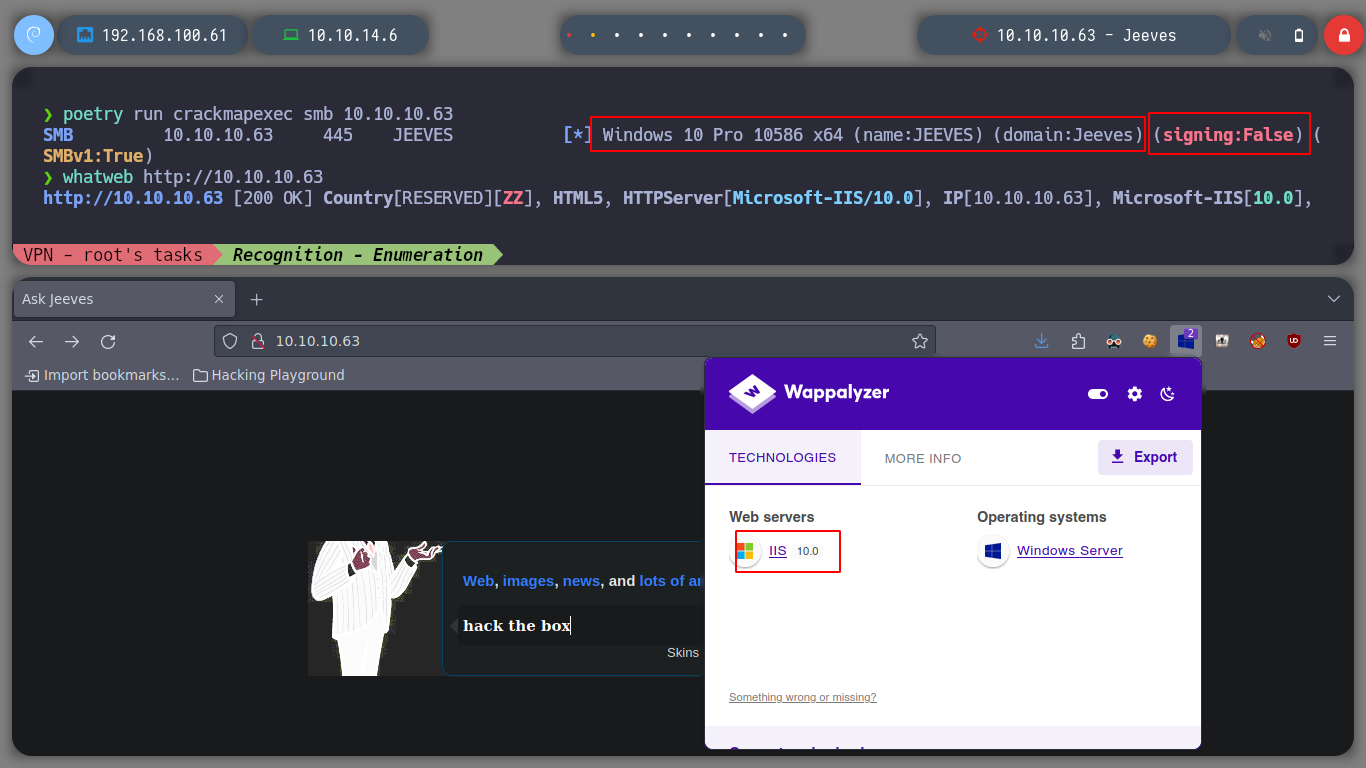 192.168.100.61 10.10.14.6 10.10.10.63 - Jeeves
❯ poetry run crackmapexec smb 10.10.10.63
SMB 10.10.10.63 445 JEEVES [*] Windows 10 Pro 10586 x64 (name:JEEVES) (domain:Jeeves) (signing:False) (
SMBv1:True)
❯ whatweb http://10.10.10.63
http://10.10.10.63 [200 OK] Country[RESERVED][ZZ], HTML5, HTTPServer[Microsoft-IIS/10.0], IP[10.10.10.63], Microsoft-IIS[10.0],
VPN - root's tasks Recognition - Enumeration
Ask Jeeves
10.10.10.63
2
UD
Import bookmarks... Hacking Playground
Wappalyzer
TECHNOLOGIES MORE INFO Export
Web servers Operating systems
IIS 10.0 Windows Server
Web, images, news, and lots of
hack the box
Skins
Something wrong or missing?